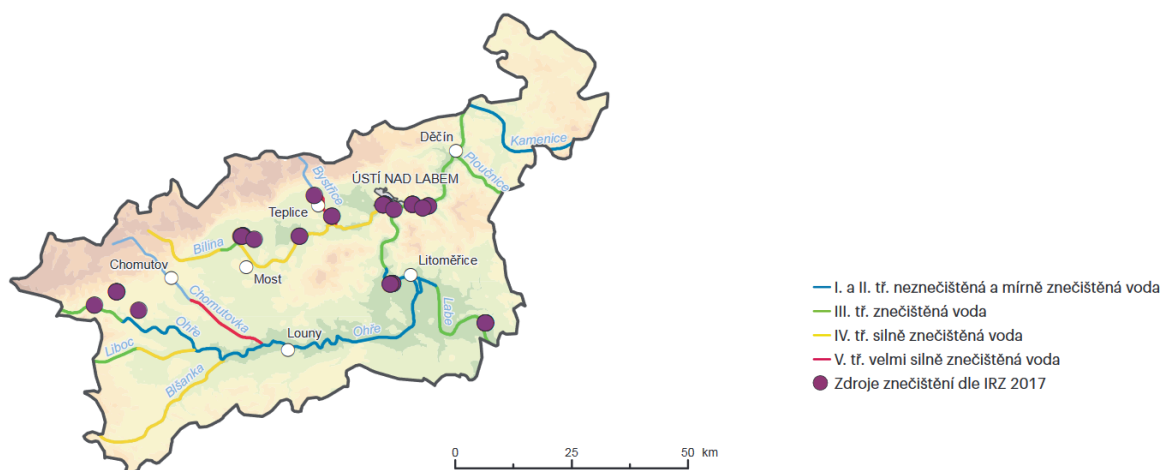 Kamenice
Děčín
Ploučnice
Bystřice
ÚSTÍ NAD LABEM
Teplice
Bílina
Chomutov
Most
Litoměřice
Chomutovka
Labe
Ohře
Louny
Ohře
Liboc
Blšanka
I. a II. tř. neznečištěná a mírně znečištěná voda
III. tř. znečištěná voda
IV. tř. silně znečištěná voda
V. tř. velmi silně znečištěná voda
Zdroje znečištění dle IRZ 2017
0 25 50 km